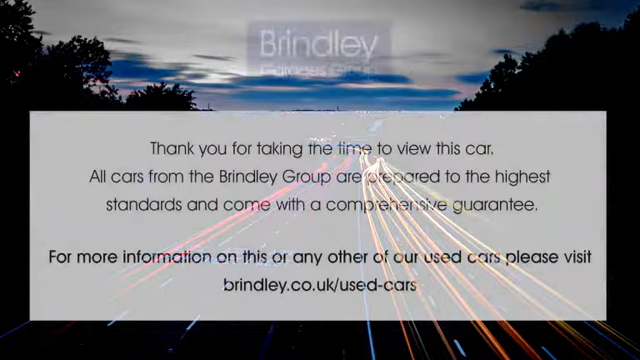 Brindley
Thank you for taking the time to view this car.
All cars from the Brindley Group are prepared to the highest
standards and come with a comprehensive guarantee.
For more information on this or any other of our used cars please visit
brindley.co.uk/used-cars